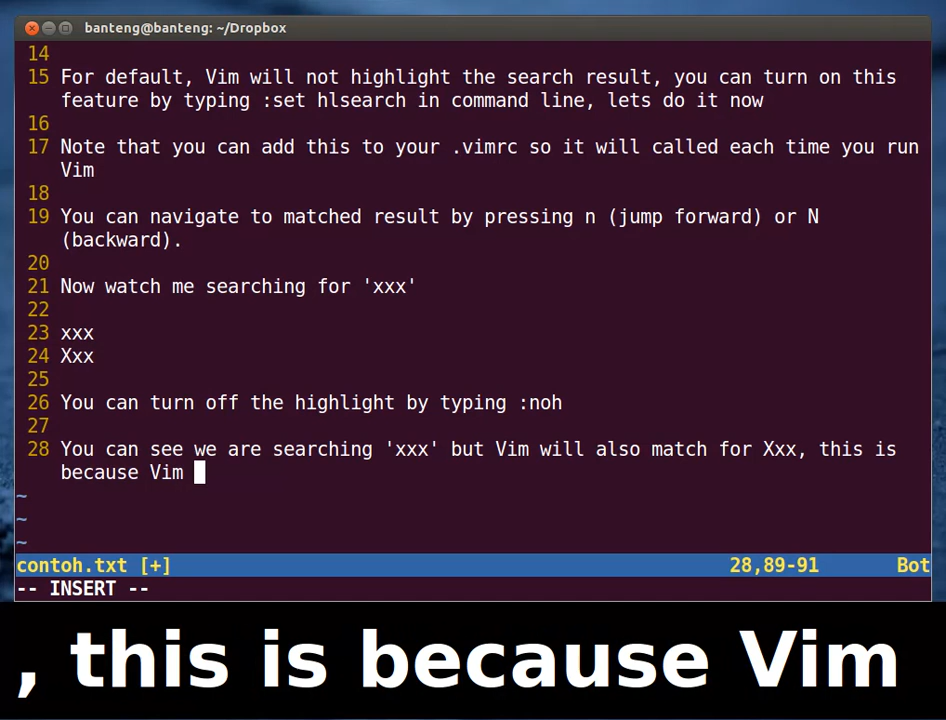 banteng@banteng: ~/Dropbox
14
15 For default, Vim will not highlight the search result, you can turn on this
feature by typing :set hlsearch in command line, lets do it now
16
17 Note that you can add this to your .vimrc so it will called each time you run
Vim
18
19 You can navigate to matched result by pressing n (jump forward) or N
(backward).
20
21 Now watch me searching for 'xxx'
22
23 xxx
24 Xxx
25
26 You can turn off the highlight by typing :noh
27
28 You can see we are searching 'xxx' but Vim will also match for Xxx, this is
because Vim
~
~
~
contoh.txt [+] 28,89-91 Bot
-- INSERT --
, this is because Vim